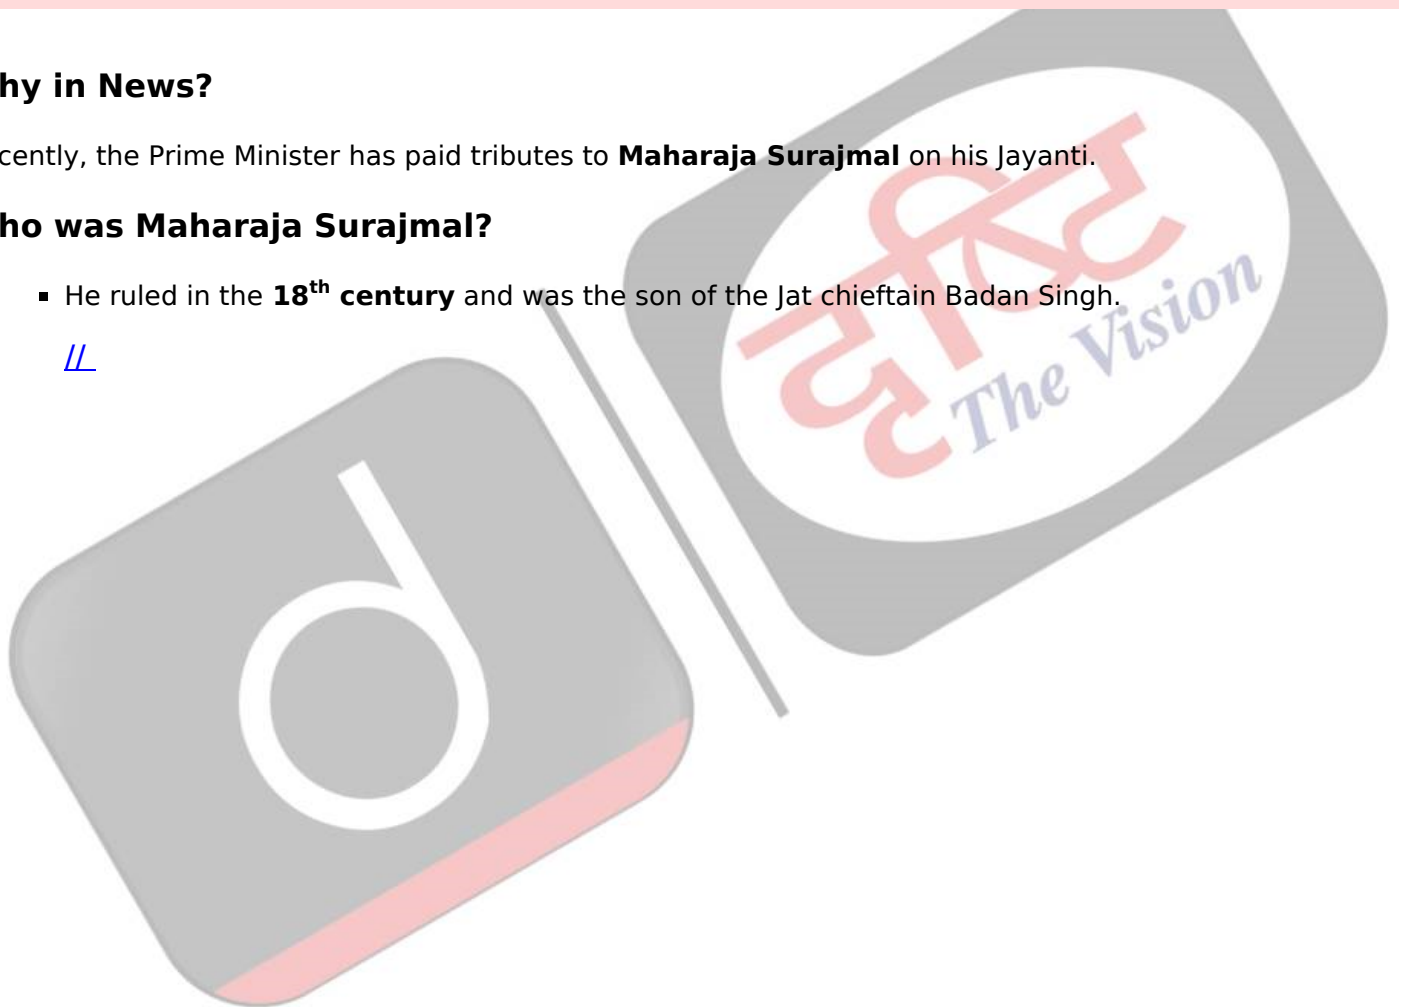 hy in News?
cently, the Prime Minister has paid tributes to Maharaja Surajmal on his Jayanti.
ho was Maharaja Surajmal?
▪ He ruled in the 18th century and was the son of the Jat chieftain Badan Singh.
//
d
दृष्टि
The Vision